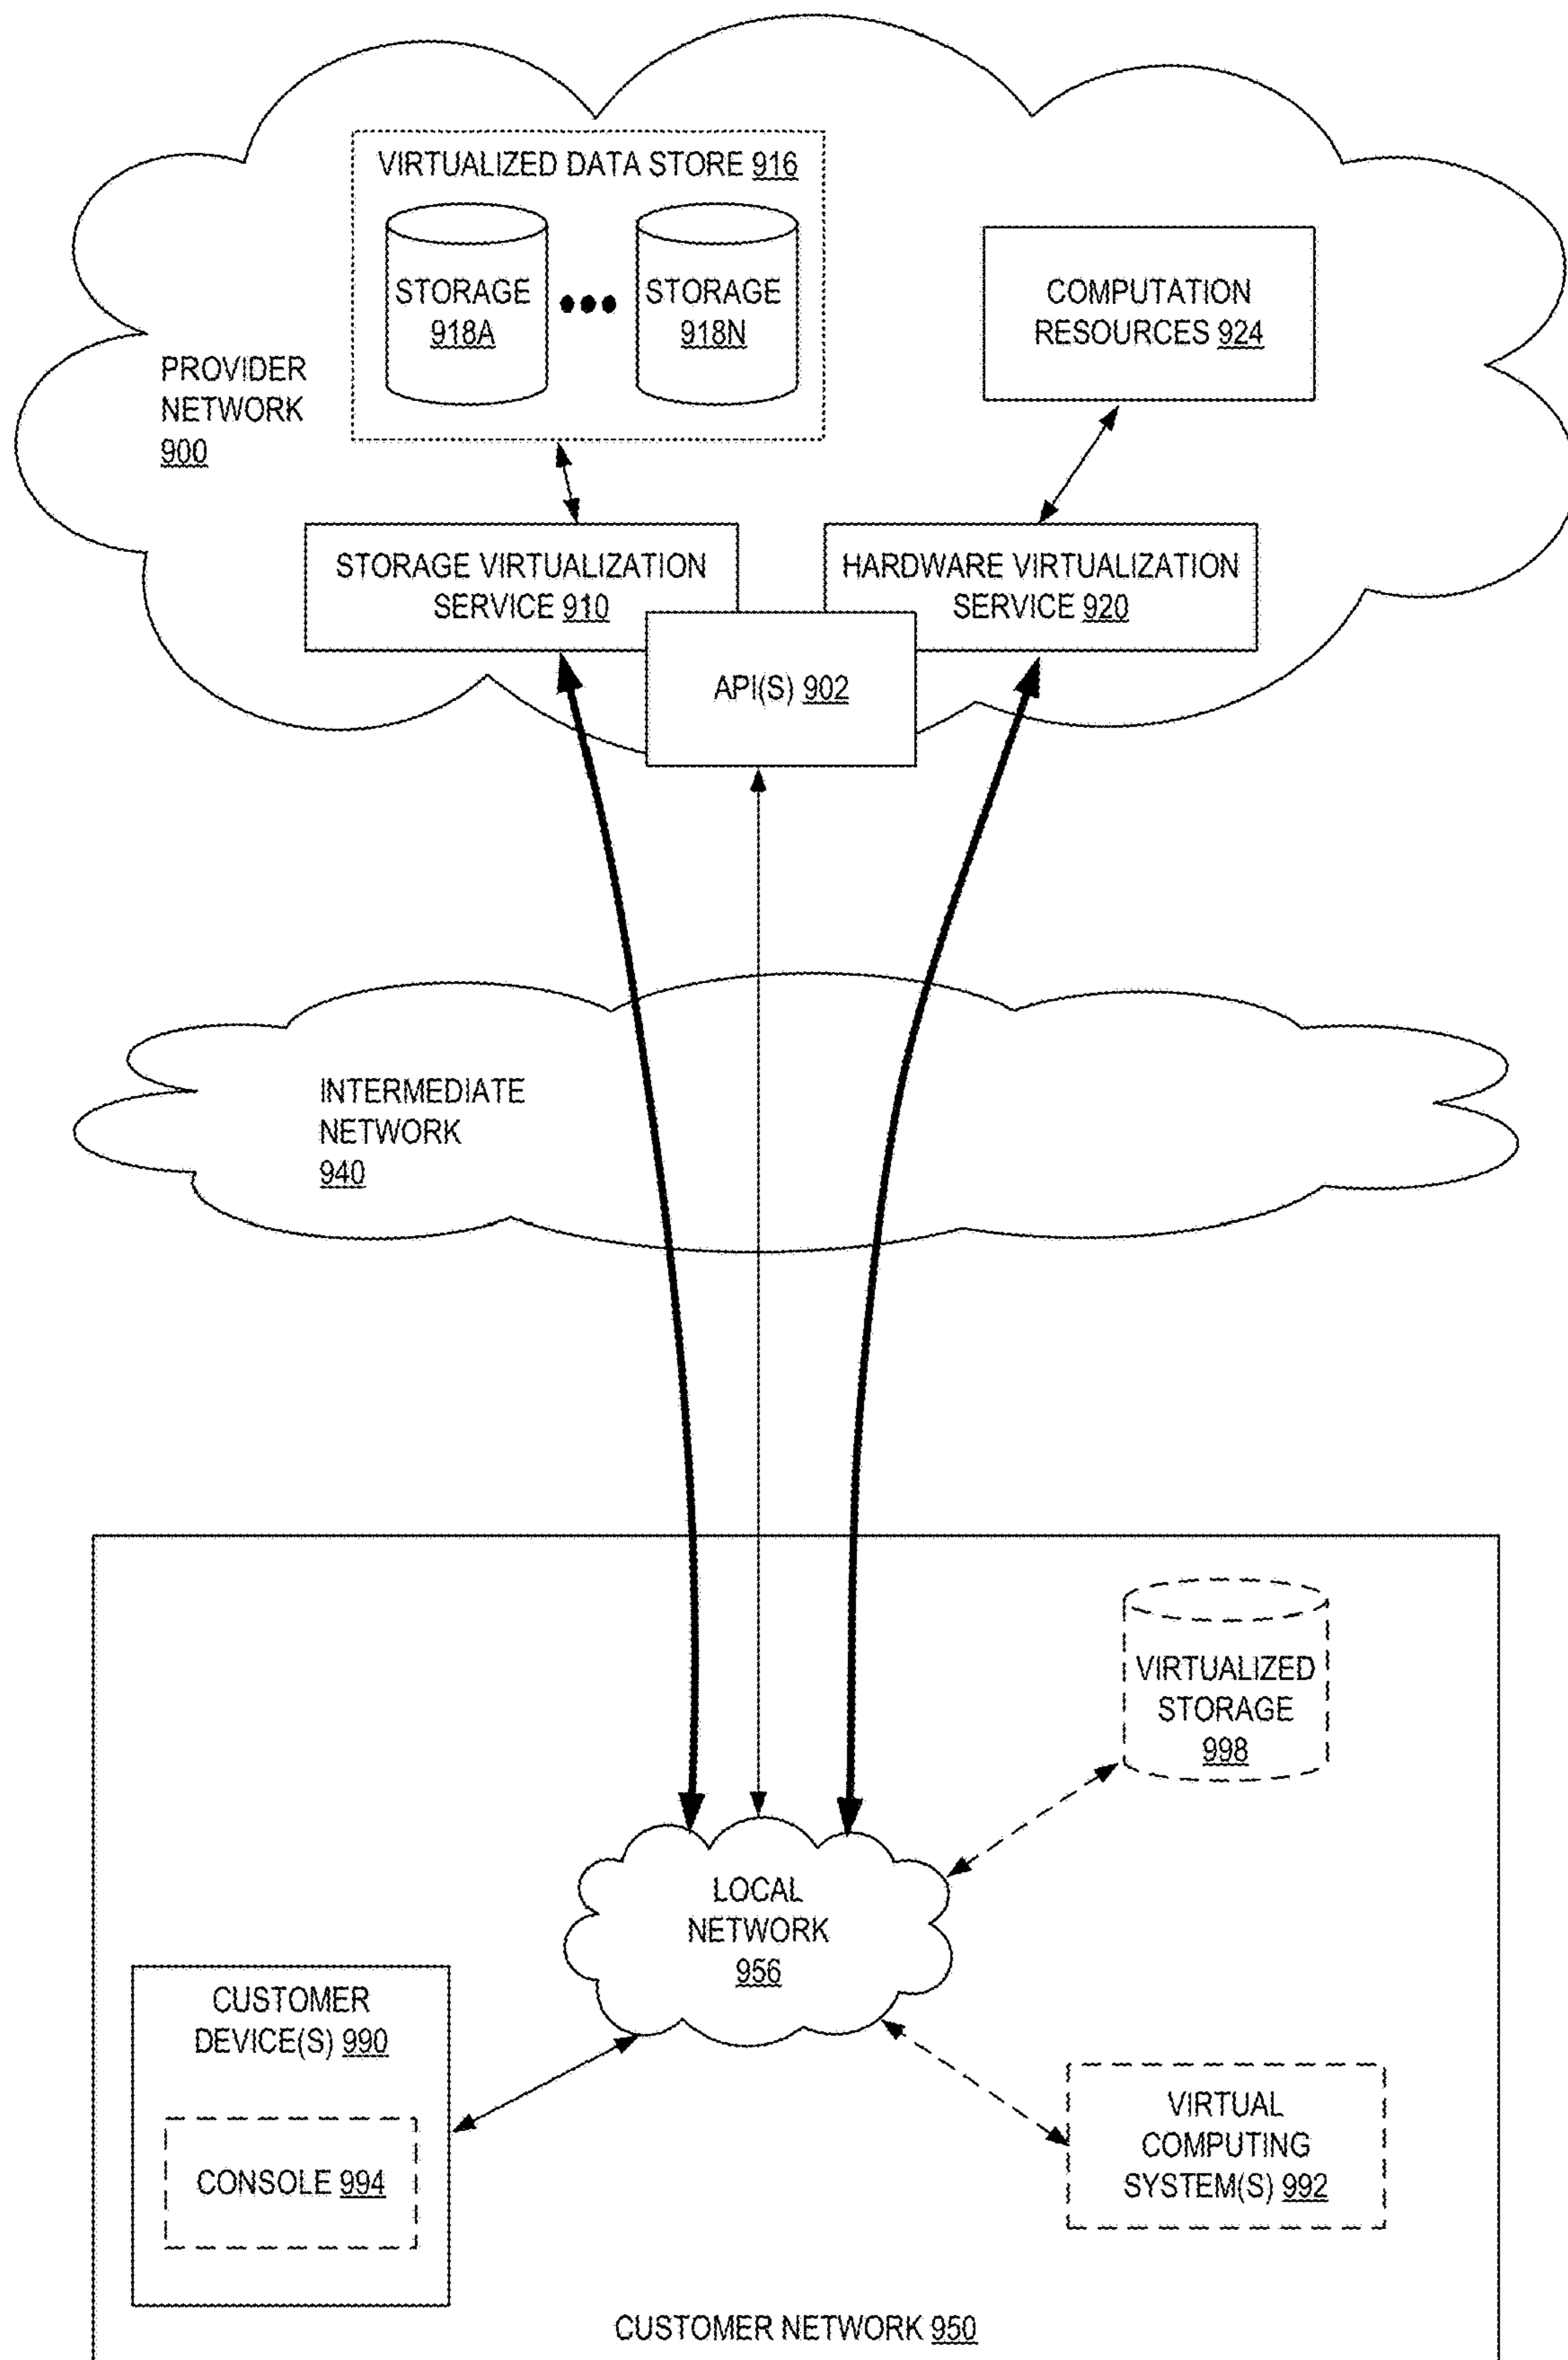 VIRTUALIZED DATA STORE 916
STORAGE
918A
STORAGE
918N
COMPUTATION
RESOURCES 924
PROVIDER
NETWORK
900
STORAGE VIRTUALIZATION
SERVICE 910
HARDWARE VIRTUALIZATION
SERVICE 920
API(S) 902
INTERMEDIATE
NETWORK
940
VIRTUALIZED
STORAGE
998
LOCAL
NETWORK
956
CUSTOMER
DEVICE(S) 990
CONSOLE 994
VIRTUAL
COMPUTING
SYSTEM(S) 992
CUSTOMER NETWORK 950